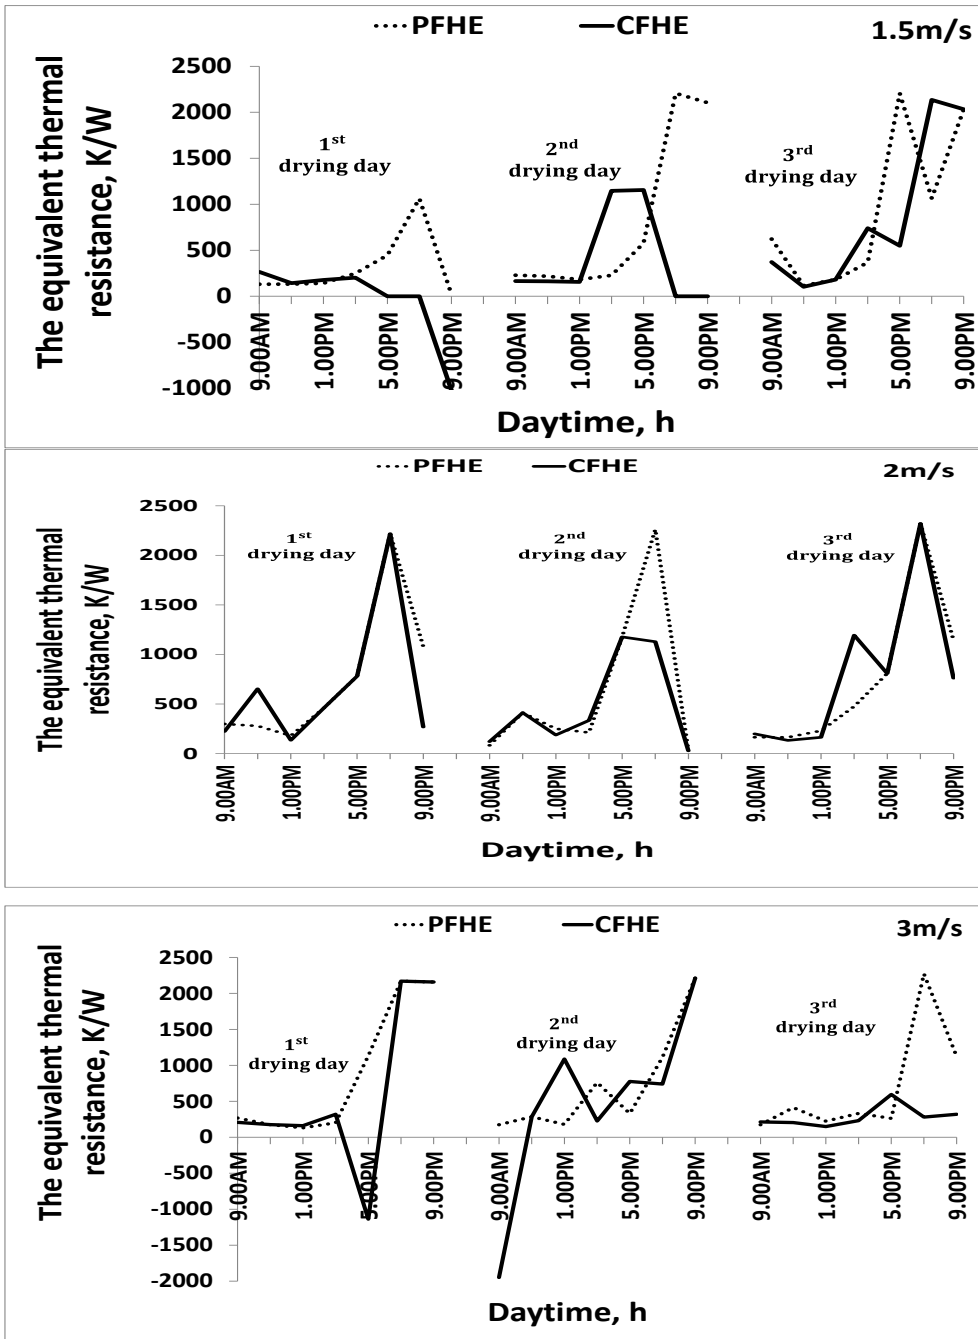 PFHE CFHE 1.5m/s
The equivalent thermal
resistance, K/W
2500
2000
1500
1000
500
0
-500
-1000
1st
drying day
2nd
drying day
3rd
drying day
9.00AM 1.00PM 5.00PM 9.00PM 9.00AM 1.00PM 5.00PM 9.00PM 9.00AM 1.00PM 5.00PM 9.00PM
Daytime, h
PFHE CFHE 2m/s
The equivalent thermal
resistance, K/W
2500
2000
1500
1000
500
0
1st
drying day
2nd
drying day
3rd
drying day
9.00AM 1.00PM 5.00PM 9.00PM 9.00AM 1.00PM 5.00PM 9.00PM 9.00AM 1.00PM 5.00PM 9.00PM
Daytime, h
PFHE CFHE 3m/s
The equivalent thermal
resistance, K/W
2500
2000
1500
1000
500
0
-500
-1000
-1500
-2000
1st
drying day
2nd
drying day
3rd
drying day
9.00AM 1.00PM 5.00PM 9.00PM 9.00AM 1.00PM 5.00PM 9.00PM 9.00AM 1.00PM 5.00PM 9.00PM
Daytime, h